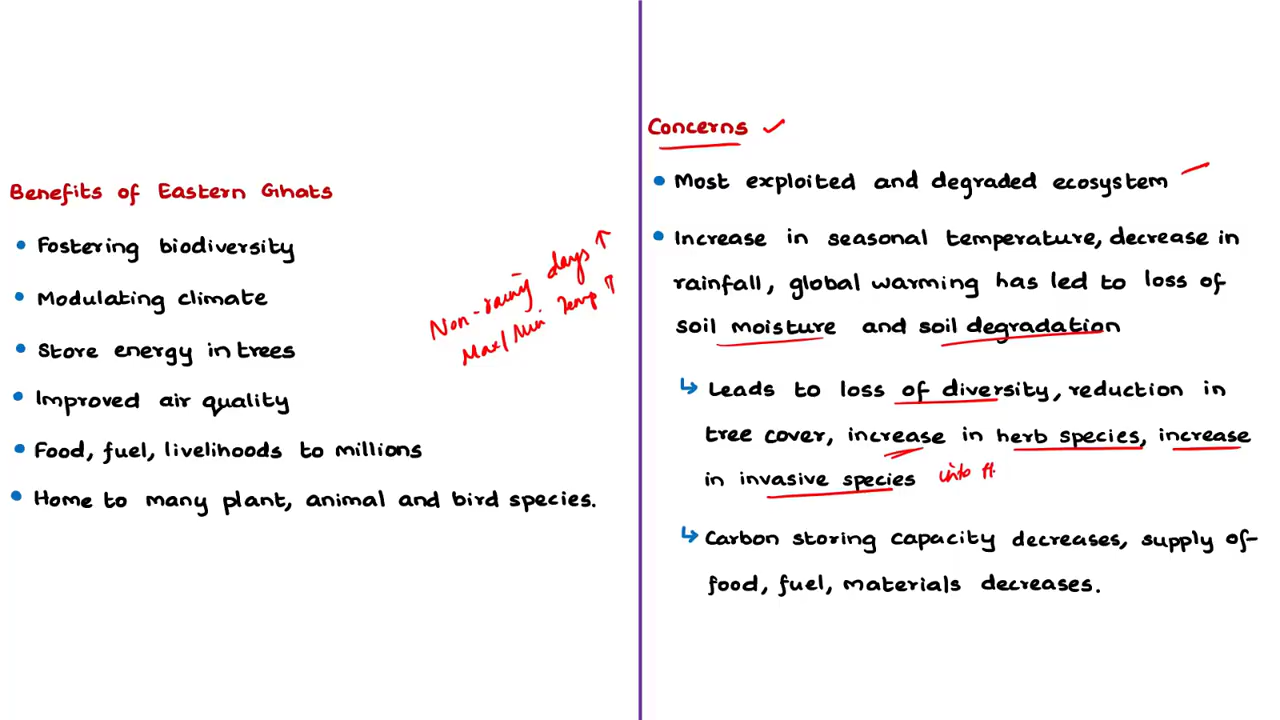 Benefits of Eastern Ghats
• Fostering biodiversity
• Modulating climate
• Store energy in trees
• Improved air quality
• Food, fuel, livelihoods to millions
• Home to many plant, animal and bird species.
Non-rainy days ↑
Max/Min Temp ↑
Concerns ✓
• Most exploited and degraded ecosystem
• Increase in seasonal temperature, decrease in
rainfall, global warming has led to loss of
soil moisture and soil degradation
↳ Leads to loss of diversity, reduction in
tree cover, increase in herb species, increase
in invasive species into
↳ Carbon storing capacity decreases, supply of
food, fuel, materials decreases.